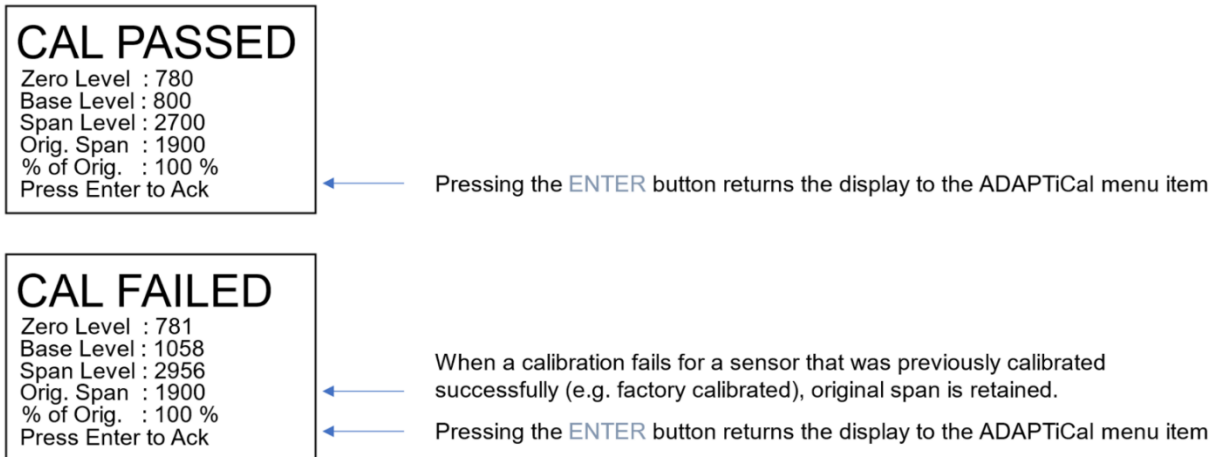 CAL PASSED
Zero Level : 780
Base Level : 800
Span Level : 2700
Orig. Span : 1900
% of Orig. : 100 %
Press Enter to Ack
Pressing the ENTER button returns the display to the ADAPTiCal menu item
CAL FAILED
Zero Level : 781
Base Level : 1058
Span Level : 2956
Orig. Span : 1900
% of Orig. : 100 %
Press Enter to Ack
When a calibration fails for a sensor that was previously calibrated
successfully (e.g. factory calibrated), original span is retained.
Pressing the ENTER button returns the display to the ADAPTiCal menu item